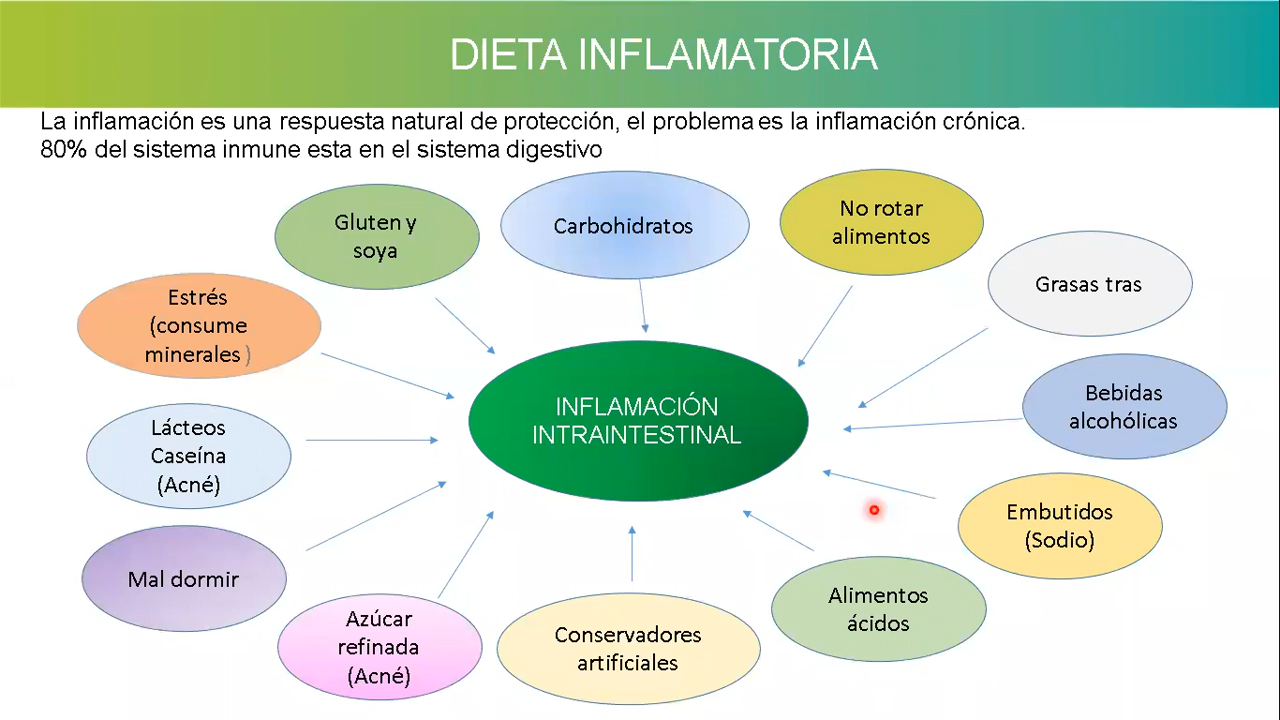 DIETA INFLAMATORIA
La inflamación es una respuesta natural de protección, el problema es la inflamación crónica.
80% del sistema inmune esta en el sistema digestivo
Gluten y
soya
Carbohidratos
No rotar
alimentos
Grasas tras
Estrés
(consume
minerales )
Bebidas
alcohólicas
INFLAMACIÓN
INTRAINTESTINAL
Lácteos
Caseína
(Acné)
Embutidos
(Sodio)
Mal dormir
Alimentos
ácidos
Azúcar
refinada
(Acné)
Conservadores
artificiales